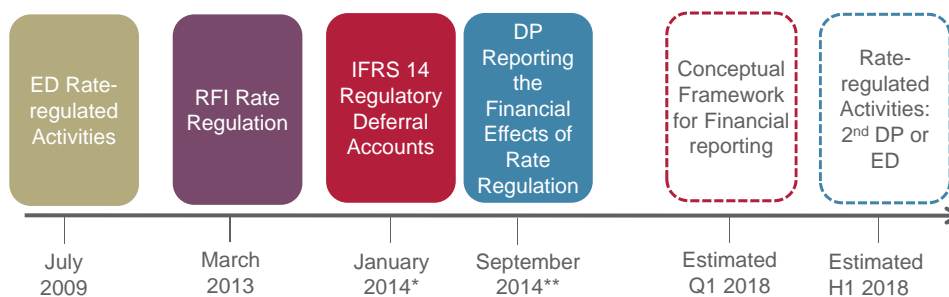 ED Rate-
regulated
Activities
RFI Rate
Regulation
IFRS 14
Regulatory
Deferral
Accounts
DP
Reporting
the
Financial
Effects of
Rate
Regulation
Conceptual
Framework
for Financial
reporting
Rate-
regulated
Activities:
2nd DP or
ED
July
2009
March
2013
January
2014*
September
2014**
Estimated
Q1 2018
Estimated
H1 2018